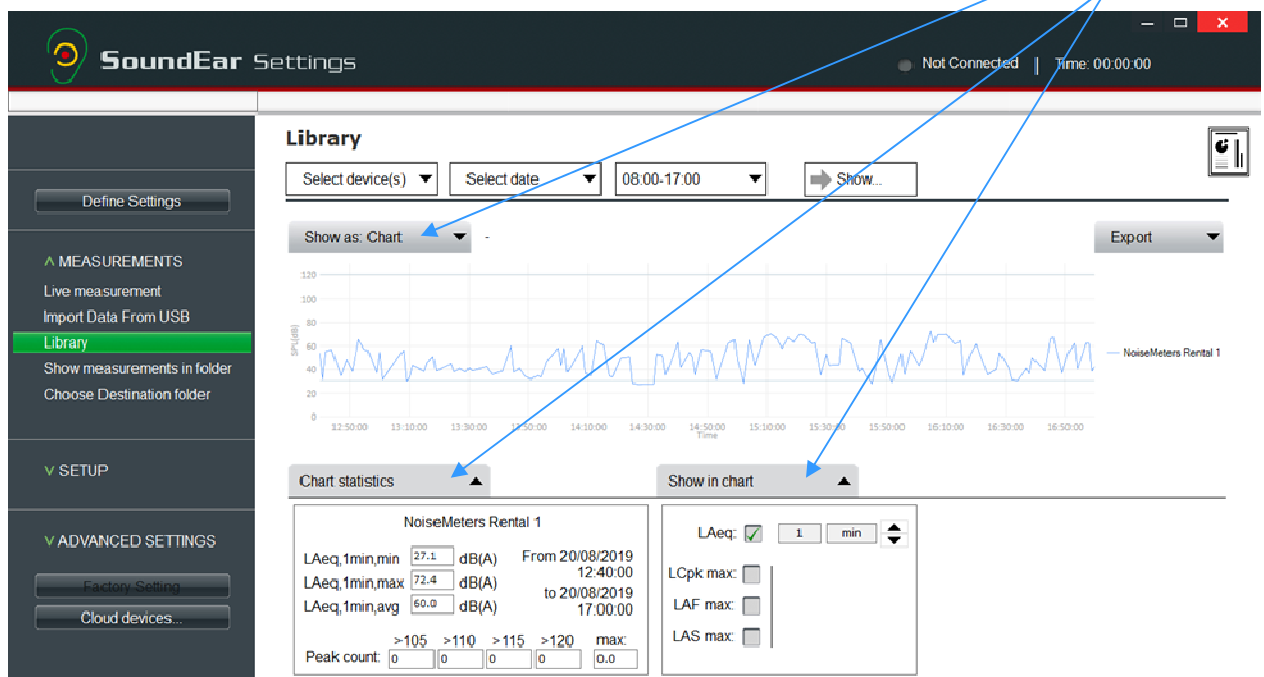 SoundEar Settings
Not Connected | Time: 00:00:00
Library
Select device(s)
Select date
08:00-17:00
Show...
Define Settings
Show as: Chart
-
Export
MEASUREMENTS
Live measurement
Import Data From USB
Library
Show measurements in folder
Choose Destination folder
SETUP
ADVANCED SETTINGS
Factory Setting
Cloud devices...
SPL(dB)
120
100
80
60
40
20
0
12:50:00 13:10:00 13:30:00 13:50:00 14:10:00 14:30:00 14:50:00 15:10:00 15:30:00 15:50:00 16:10:00 16:30:00 16:50:00
Time
NoiseMeters Rental 1
Chart statistics
NoiseMeters Rental 1
LAeq,1min,min 27.1 dB(A)
LAeq,1min,max 72.4 dB(A)
LAeq,1min,avg 60.0 dB(A)
From 20/08/2019
12:40:00
to 20/08/2019
17:00:00
>105 >110 >115 >120 max:
Peak count: 0 0 0 0 0.0
Show in chart
LAeq: 1 min
LCpk max:
LAF max:
LAS max: